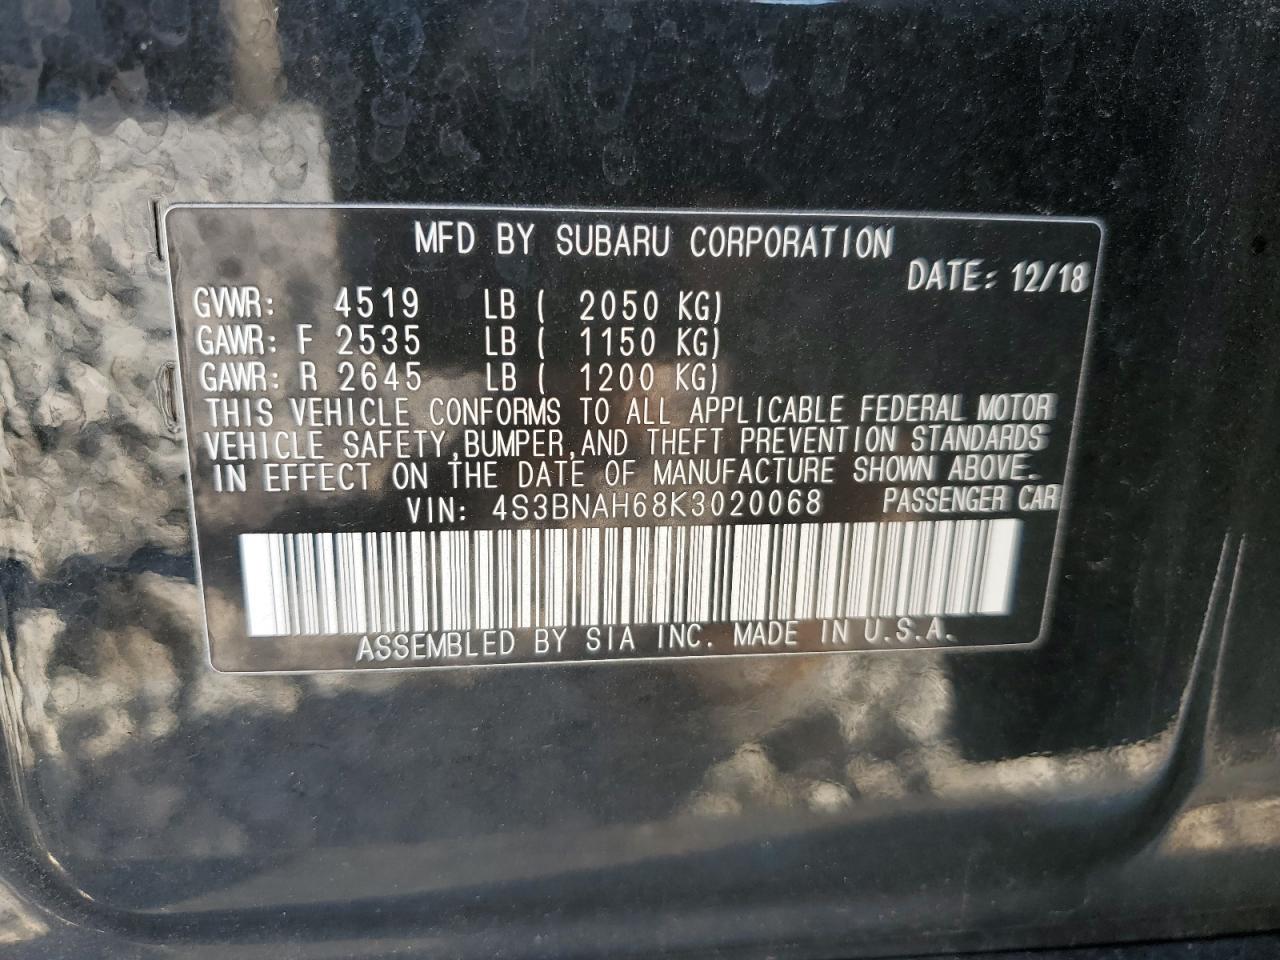 MFD BY SUBARU CORPORATION
DATE: 12/18
GVWR: 4519 LB ( 2050 KG)
GAWR: F 2535 LB ( 1150 KG)
GAWR: R 2645 LB ( 1200 KG)
THIS VEHICLE CONFORMS TO ALL APPLICABLE FEDERAL MOTOR
VEHICLE SAFETY,BUMPER,AND THEFT PREVENTION STANDARDS
IN EFFECT ON THE DATE OF MANUFACTURE SHOWN ABOVE.
VIN: 4S3BNAH68K3020068 PASSENGER CAR
ASSEMBLED BY SIA INC. MADE IN U.S.A.